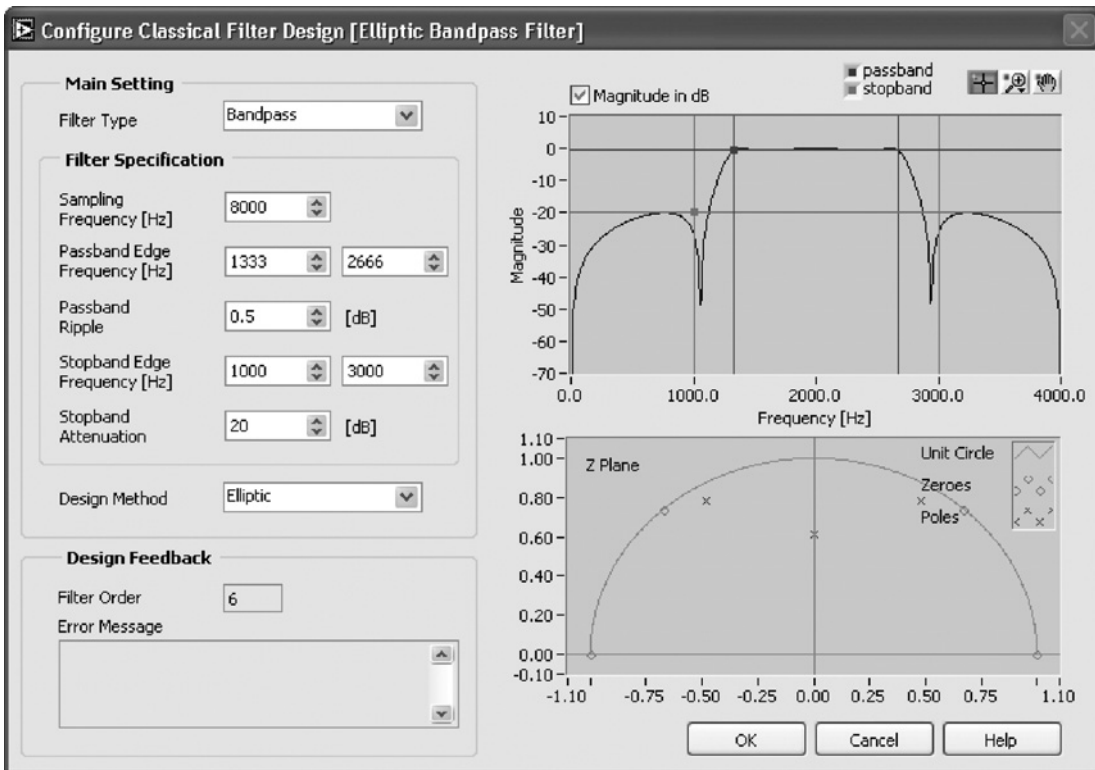 Configure Classical Filter Design [Elliptic Bandpass Filter]
Main Setting
Filter Type
Bandpass
Filter Specification
Sampling
Frequency [Hz]
8000
Passband Edge
Frequency [Hz]
1333
2666
Passband
Ripple
0.5
[dB]
Stopband Edge
Frequency [Hz]
1000
3000
Stopband
Attenuation
20
[dB]
Design Method
Elliptic
Design Feedback
Filter Order
6
Error Message
passband
stopband
Magnitude in dB
10
0
-10
-20
-30
-40
-50
-60
-70
Magnitude
0.0 1000.0 2000.0 3000.0 4000.0
Frequency [Hz]
1.10
1.00
0.80
0.60
0.40
0.20
0.00
-0.10
Z Plane
Unit Circle
Zeroes
Poles
-1.10 -0.75 -0.50 -0.25 0.00 0.25 0.50 0.75 1.10
OK Cancel Help